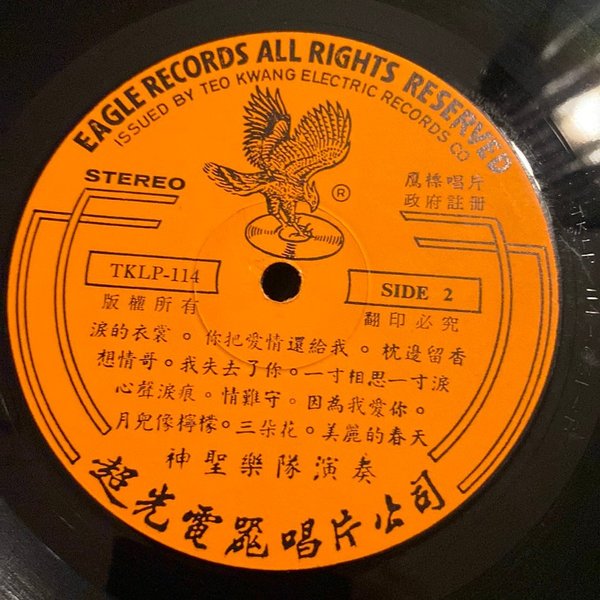 EAGLE RECORDS ALL RIGHTS RESERVED
ISSUED BY TEO KWANG ELECTRIC RECORDS CO
STEREO
®
鷹標唱片
政府註冊
TKLP-114
SIDE 2
版權所有
翻印必究
淚的衣裳。你把愛情還給我。枕邊留香
想情哥。我失去了你。一寸相思一寸淚
心聲淚痕。情難守。因為我愛你。
月兒像檸檬。三朵花。美麗的春天
神聖樂隊演奏
超光電器唱片公司